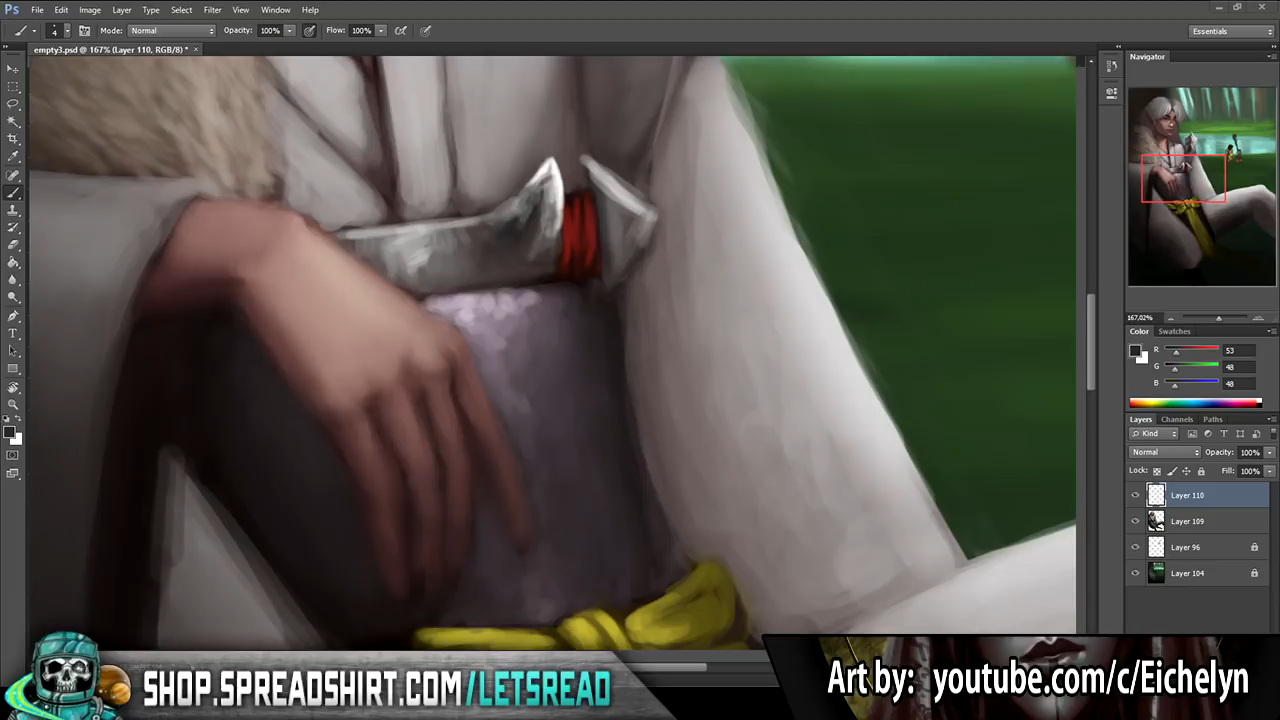 Ps File Edit Image Layer Type Select Filter View Window Help
4 Mode: Normal Opacity: 100% Flow: 100% Essentials
empty3.psd @ 167% (Layer 110, RGB/8) * ×
Navigator
167,02%
Color Swatches
R 53
G 48
B 48
Layers Channels Paths
Kind
Normal Opacity: 100%
Lock: Fill: 100%
Layer 110
Layer 109
Layer 96
Layer 104
SHOP.SPREADSHIRT.COM/LETSREAD
Art by: youtube.com/c/Eichelyn